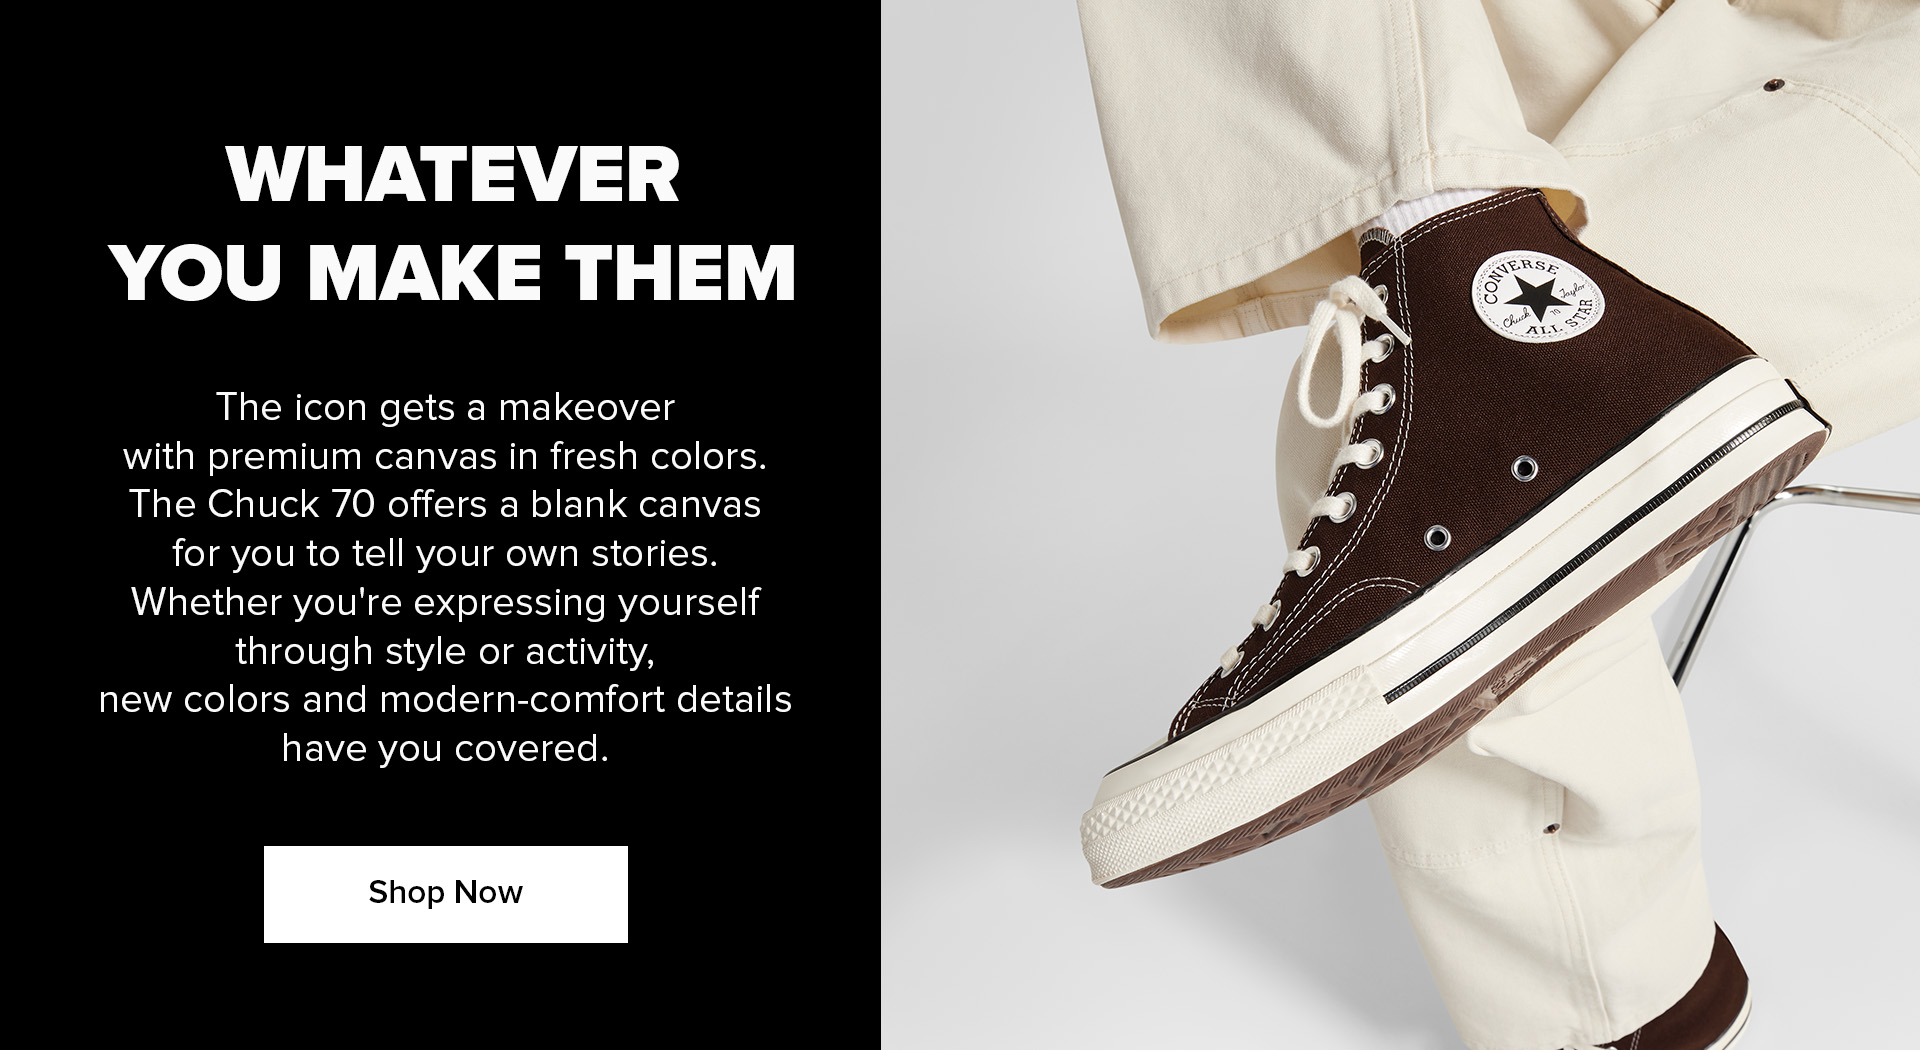 WHATEVER
YOU MAKE THEM
The icon gets a makeover
with premium canvas in fresh colors.
The Chuck 70 offers a blank canvas
for you to tell your own stories.
Whether you're expressing yourself
through style or activity,
new colors and modern-comfort details
have you covered.
Shop Now
CONVERSE
Chuck 70 Taylor
ALL STAR